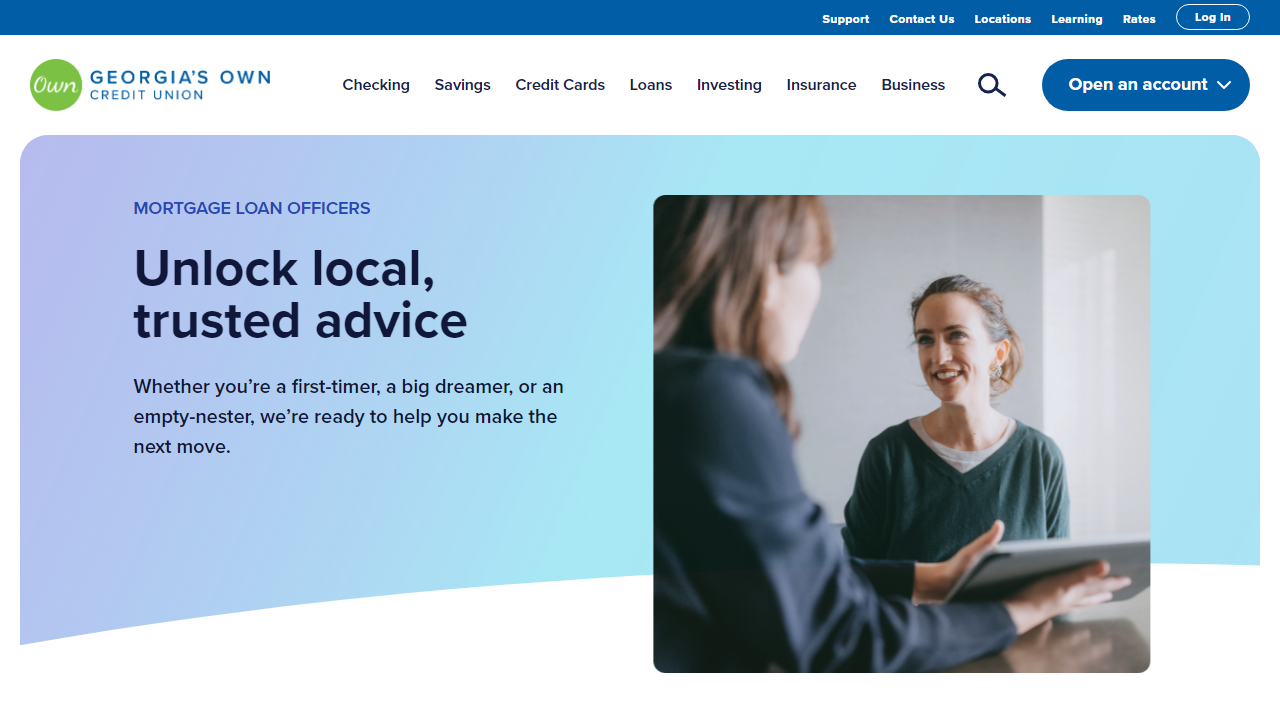 Support Contact Us Locations Learning Rates Log In
Own GEORGIA'S OWN
CREDIT UNION
Checking Savings Credit Cards Loans Investing Insurance Business Open an account
MORTGAGE LOAN OFFICERS
Unlock local,
trusted advice
Whether you’re a first-timer, a big dreamer, or an
empty-nester, we’re ready to help you make the
next move.